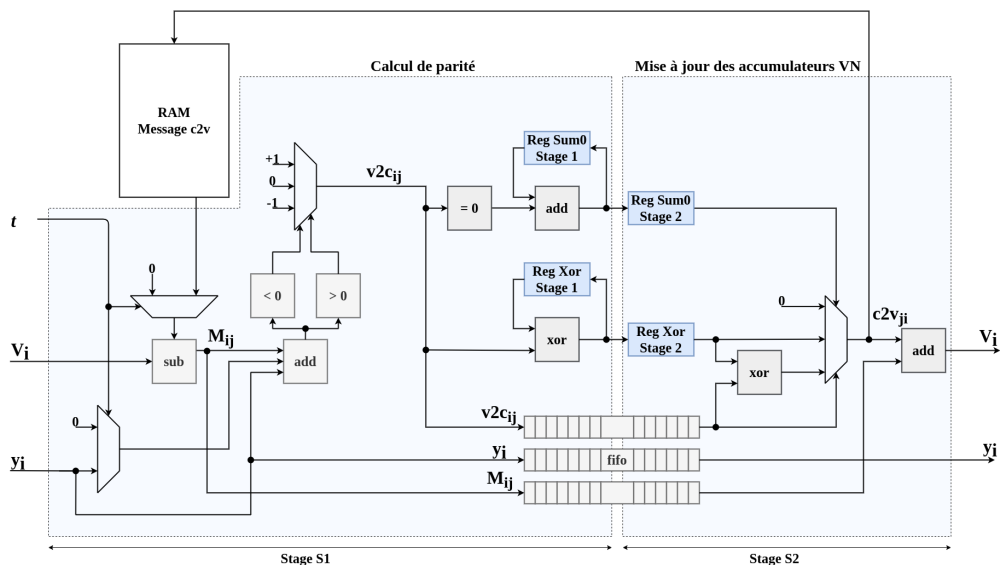 Calcul de parité
Mise à jour des accumulateurs VN
RAM
Message c2v
+1
0
-1
v2cij
= 0
Reg Sum0
Stage 1
add
Reg Sum0
Stage 2
t
0
< 0
> 0
Reg Xor
Stage 1
xor
Reg Xor
Stage 2
0
c2vji
Vi
sub
Mij
add
xor
add
Vi
0
v2cij
yi
yi
fifo
yi
Mij
Stage S1
Stage S2